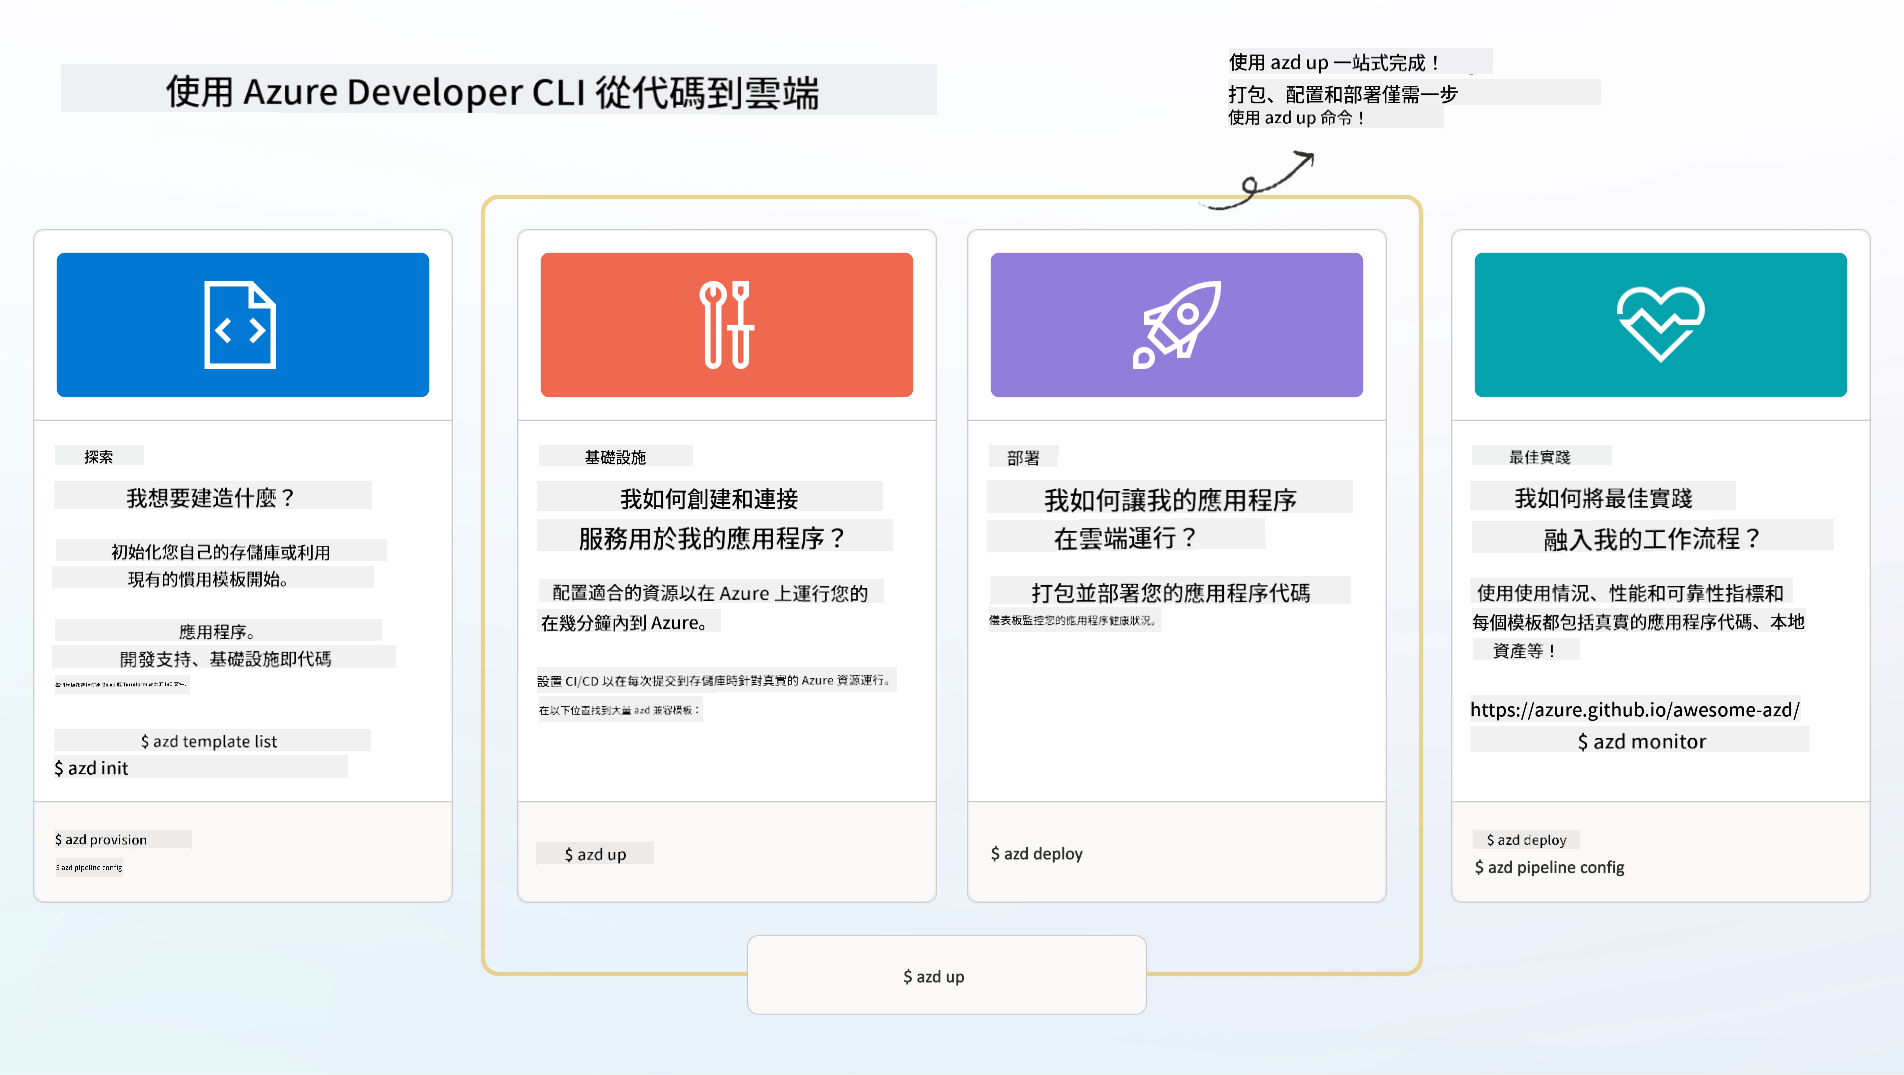 使用 Azure Developer CLI 從代碼到雲端
使用 azd up 一站式完成！
打包、配置和部署僅需一步
使用 azd up 命令！
探索
我想要建造什麼？
初始化您自己的存儲庫或利用
現有的慣用模板開始。
應用程序。
開發支持、基礎設施即代碼
$ azd template list
$ azd init
$ azd provision
$ azd pipeline config
基礎設施
我如何創建和連接
服務用於我的應用程序？
配置適合的資源以在 Azure 上運行您的
在幾分鐘內到 Azure。
設置 CI/CD 以在每次提交到存儲庫時針對真實的 Azure 資源運行。
在以下位置找到大量 azd 兼容模板：
$ azd up
部署
我如何讓我的應用程序
在雲端運行？
打包並部署您的應用程序代碼
儀表板監控您的應用程序健康狀況。
$ azd deploy
最佳實踐
我如何將最佳實踐
融入我的工作流程？
使用使用情況、性能和可靠性指標和
每個模板都包括真實的應用程序代碼、本地
資產等！
https://azure.github.io/awesome-azd/
$ azd monitor
$ azd deploy
$ azd pipeline config
$ azd up